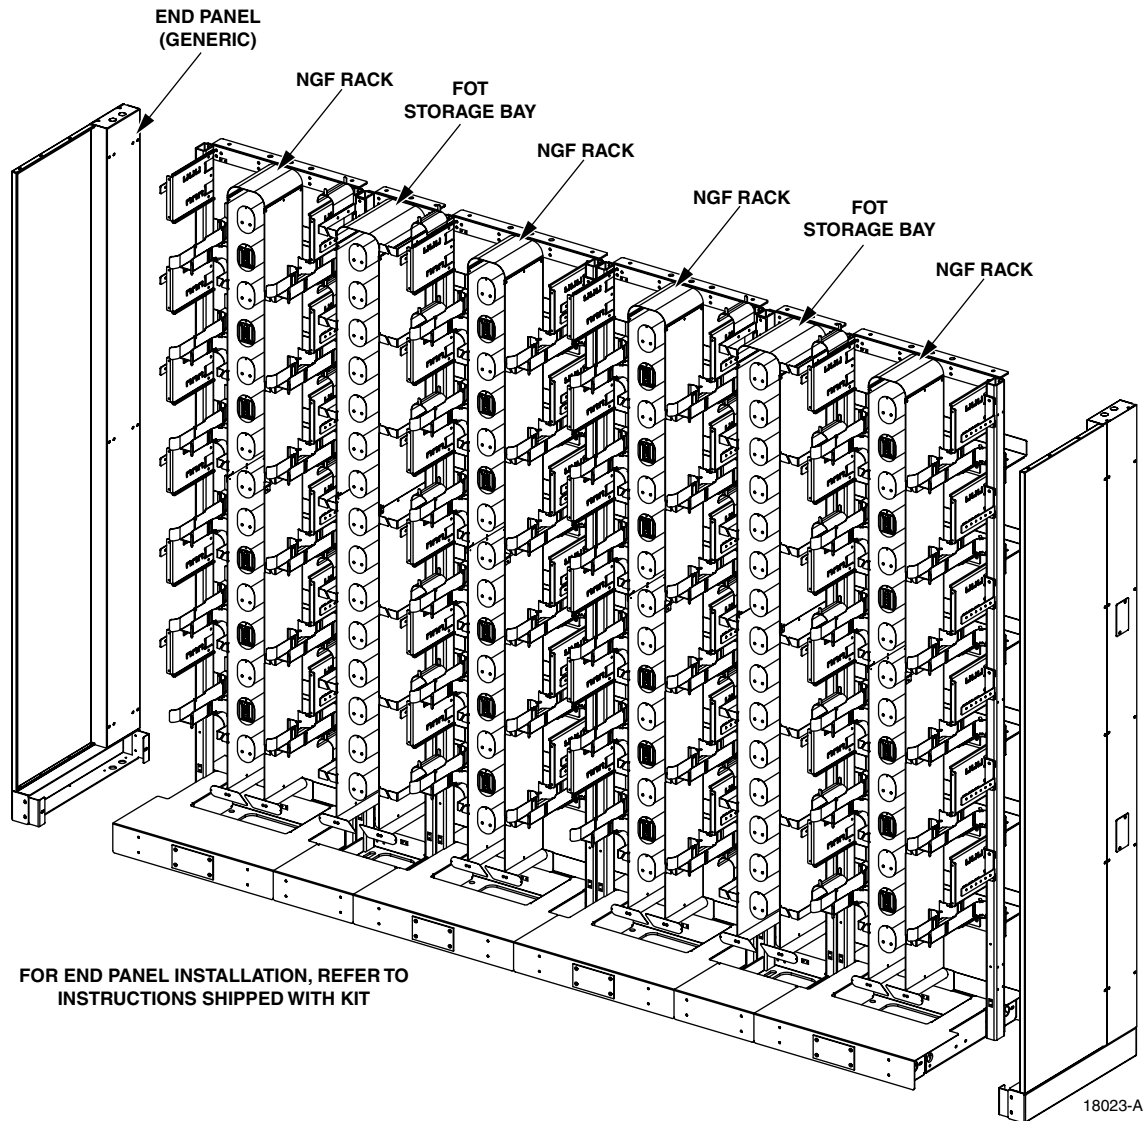 END PANEL
(GENERIC)
NGF RACK
FOT
STORAGE BAY
NGF RACK
NGF RACK
FOT
STORAGE BAY
NGF RACK
FOR END PANEL INSTALLATION, REFER TO
INSTRUCTIONS SHIPPED WITH KIT
18023-A